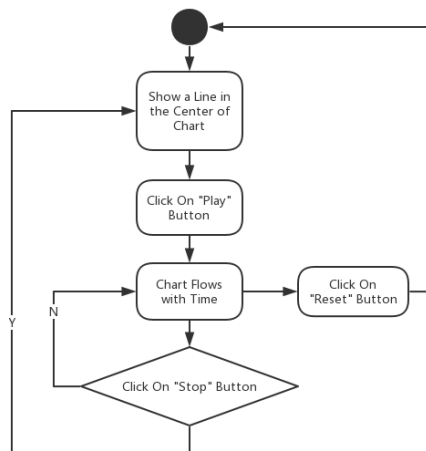 Show a Line in
the Center of
Chart
Click On "Play"
Button
Chart Flows
with Time
Click On
"Reset" Button
N
Y
Click On "Stop" Button